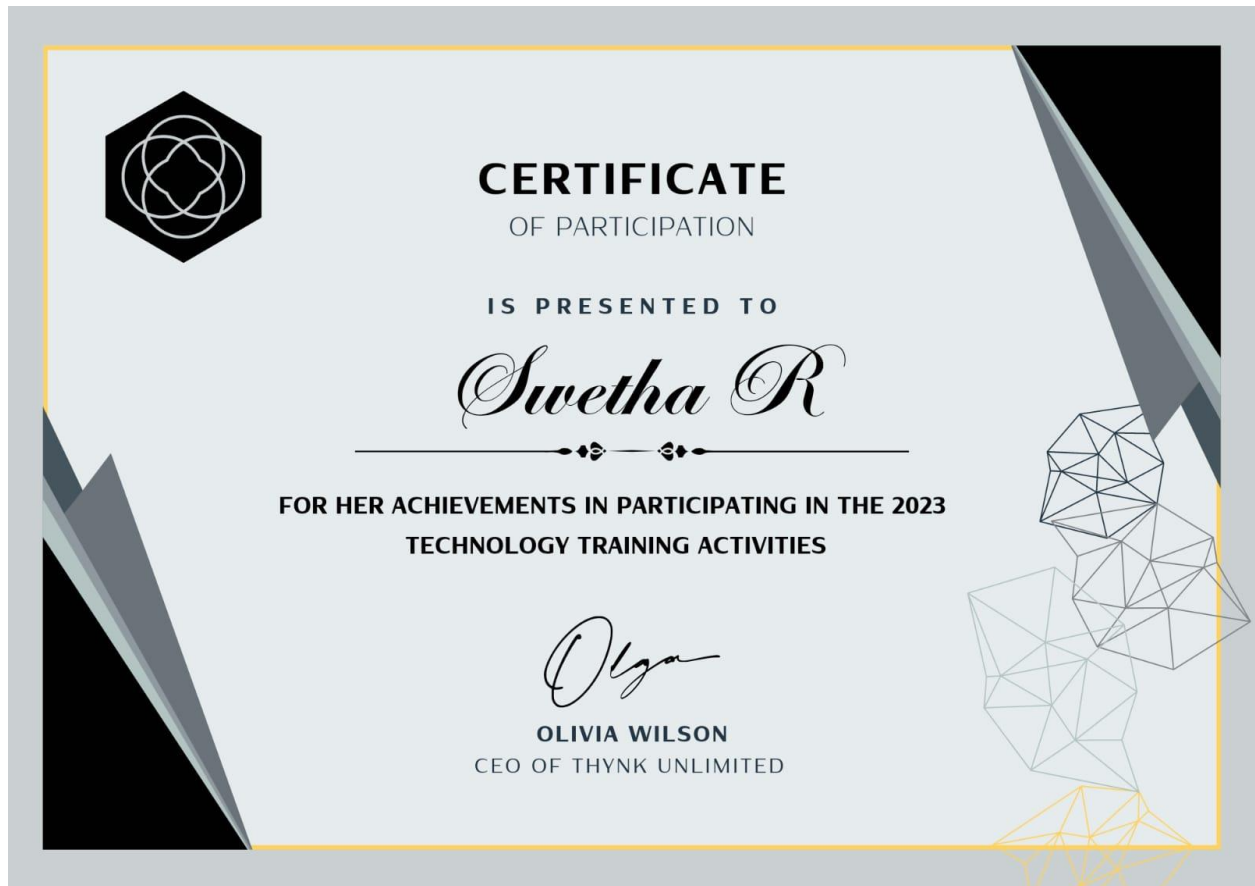 CERTIFICATE
OF PARTICIPATION
IS PRESENTED TO
Swetha R
FOR HER ACHIEVEMENTS IN PARTICIPATING IN THE 2023
TECHNOLOGY TRAINING ACTIVITIES
Olga
OLIVIA WILSON
CEO OF THYNK UNLIMITED